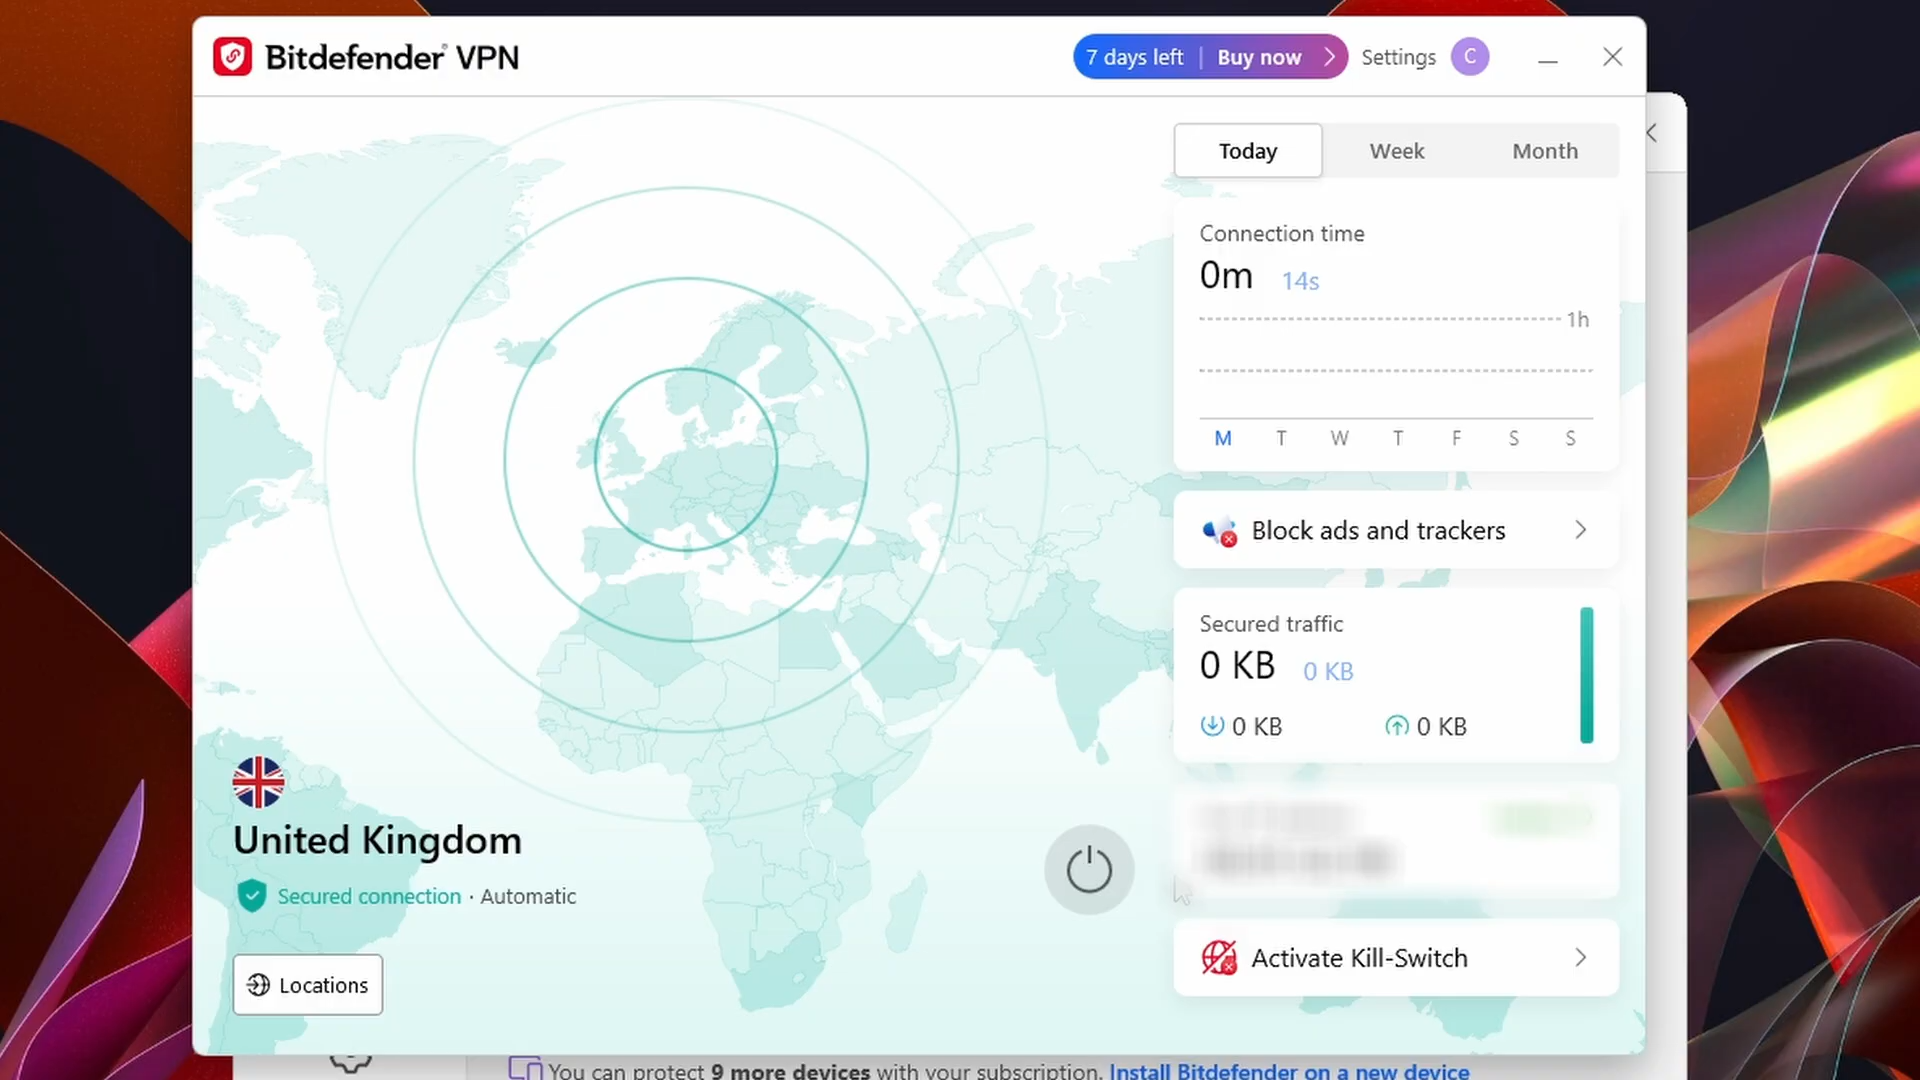 Bitdefender VPN
7 days left | Buy now
Settings
C
Today
Week
Month
Connection time
0m 14s
1h
M T W T F S S
Block ads and trackers
Secured traffic
0 KB 0 KB
0 KB 0 KB
United Kingdom
Secured connection · Automatic
Activate Kill-Switch
Locations
You can protect 9 more devices with your subscription. Install Bitdefender on a new device